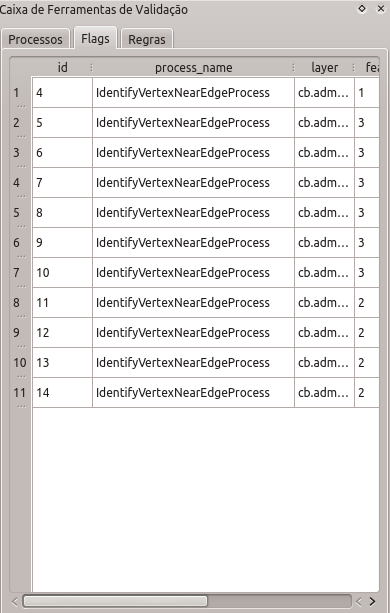 Caixa de Ferramentas de Validação
Processos Flags Regras
id process_name layer fea
1 4 IdentifyVertexNearEdgeProcess cb.adm... 1
2 5 IdentifyVertexNearEdgeProcess cb.adm... 3
3 6 IdentifyVertexNearEdgeProcess cb.adm... 3
4 7 IdentifyVertexNearEdgeProcess cb.adm... 3
5 8 IdentifyVertexNearEdgeProcess cb.adm... 3
6 9 IdentifyVertexNearEdgeProcess cb.adm... 3
7 10 IdentifyVertexNearEdgeProcess cb.adm... 3
8 11 IdentifyVertexNearEdgeProcess cb.adm... 2
9 12 IdentifyVertexNearEdgeProcess cb.adm... 2
10 13 IdentifyVertexNearEdgeProcess cb.adm... 2
11 14 IdentifyVertexNearEdgeProcess cb.adm... 2